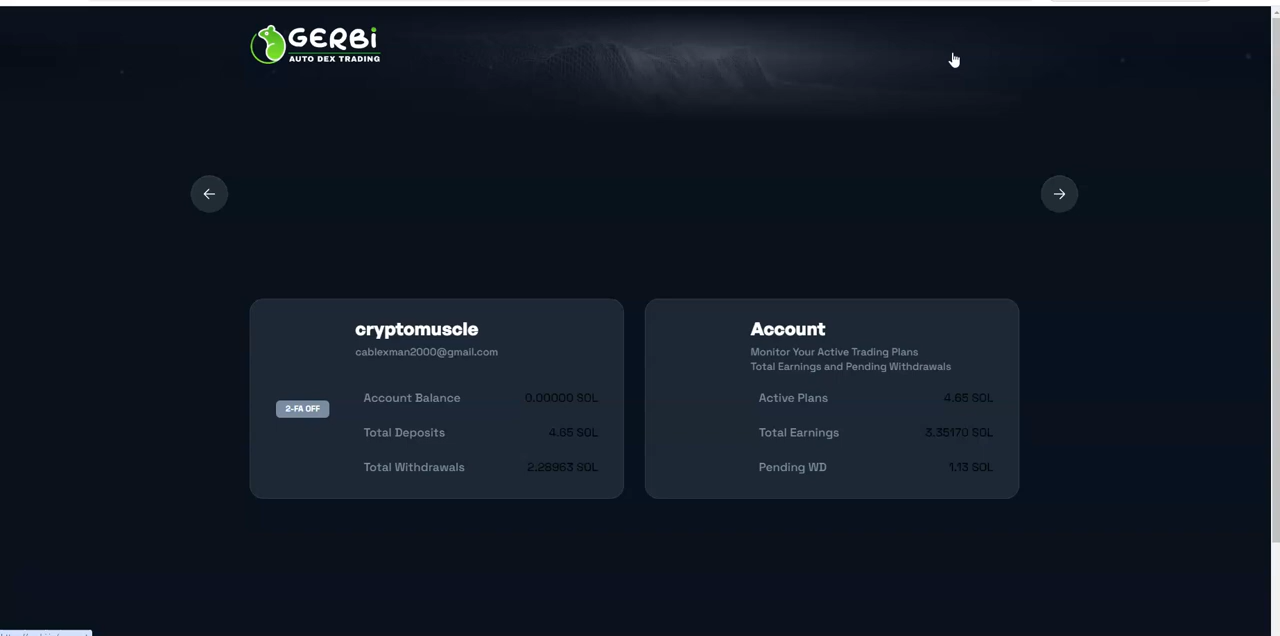 GERBi
AUTO DEX TRADING
cryptomuscle
cablexman2000@gmail.com
2-FA OFF
Account Balance 0.00000 SOL
Total Deposits 4.65 SOL
Total Withdrawals 2.28963 SOL
Account
Monitor Your Active Trading Plans
Total Earnings and Pending Withdrawals
Active Plans 4.65 SOL
Total Earnings 3.35170 SOL
Pending WD 1.13 SOL